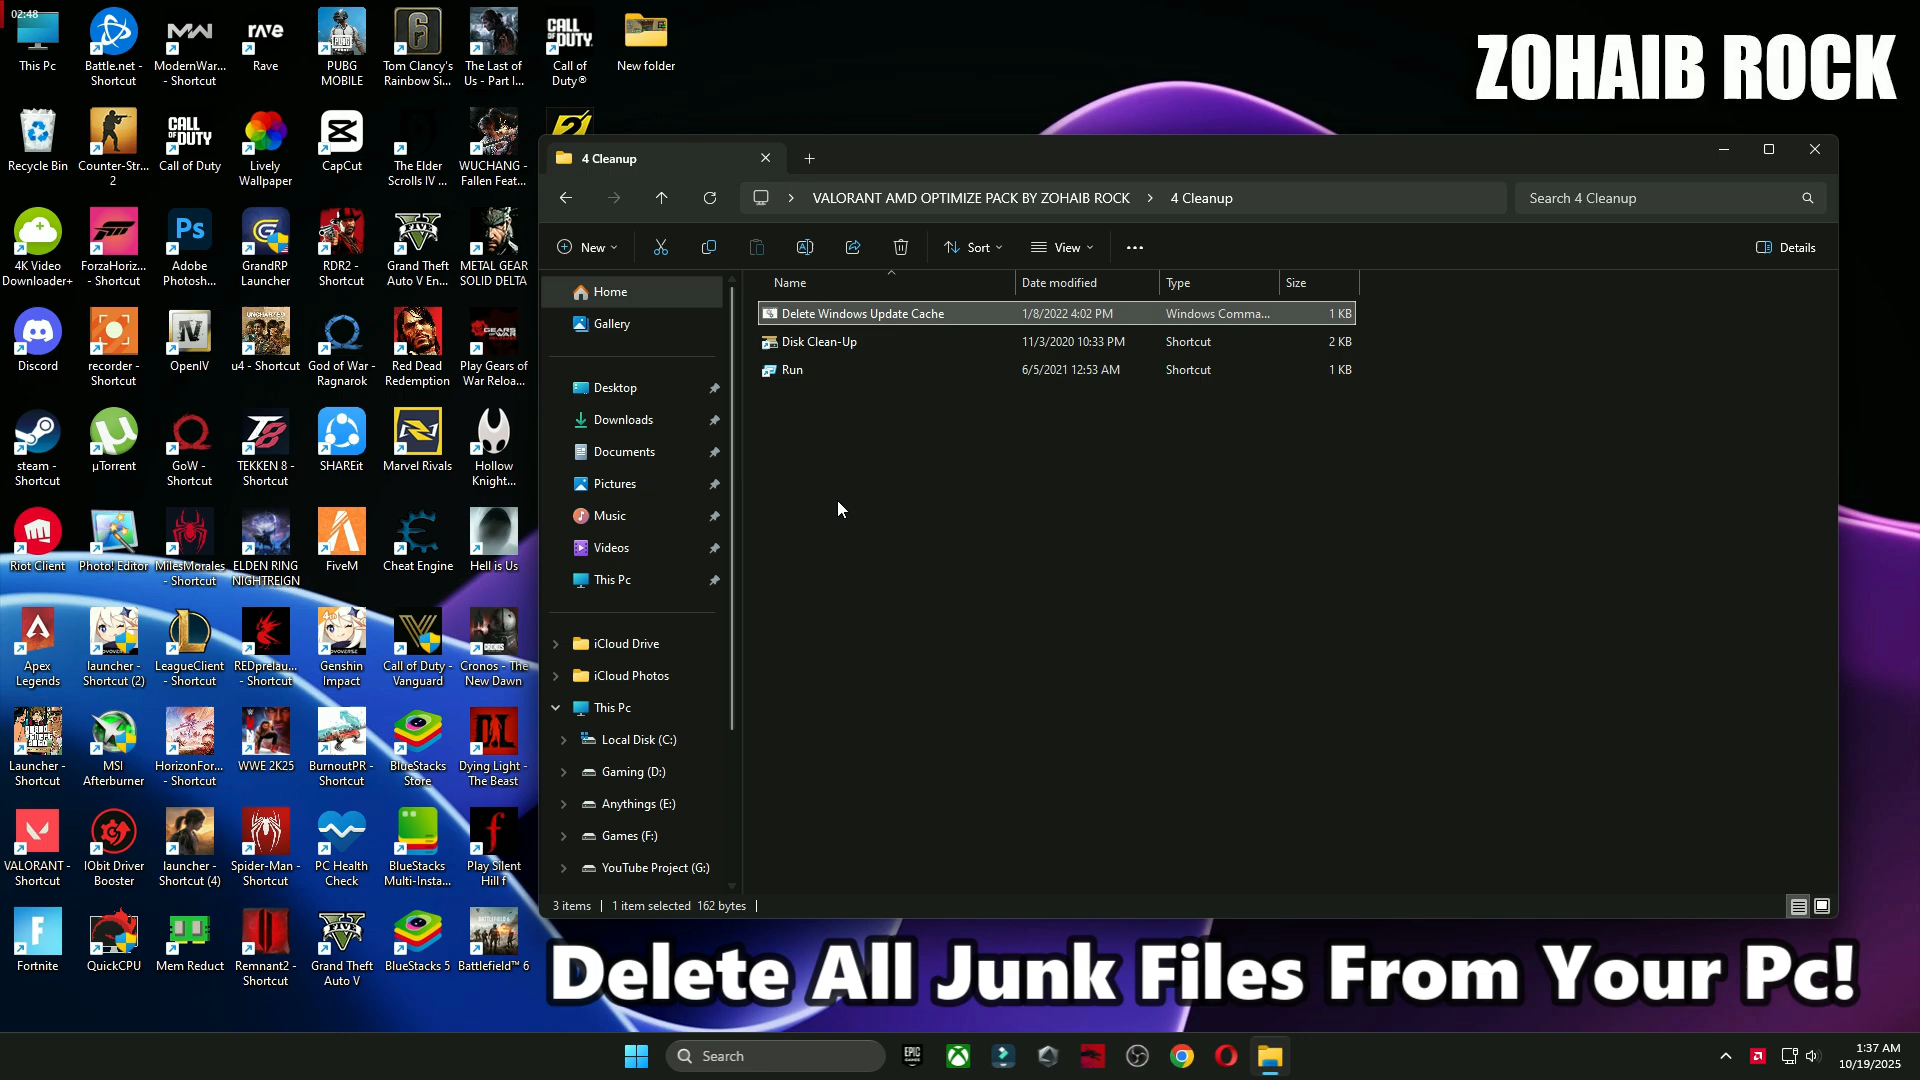 02:48
This Pc
Battle.net - Shortcut
ModernWar... - Shortcut
Rave
PUBG MOBILE
Tom Clancy's Rainbow Si...
The Last of Us - Part I...
Call of Duty®
New folder
ZOHAIB ROCK
Recycle Bin
Counter-Str... 2
Call of Duty
Lively Wallpaper
CapCut
The Elder Scrolls IV ...
WUCHANG - Fallen Feat...
4K Video Downloader+
ForzaHoriz... - Shortcut
Adobe Photosh...
GrandRP Launcher
RDR2 - Shortcut
Grand Theft Auto V En...
METAL GEAR SOLID DELTA
Discord
recorder - Shortcut
OpenIV
u4 - Shortcut
God of War - Ragnarok
Red Dead Redemption
Play Gears of War Reloa...
steam - Shortcut
µTorrent
GoW - Shortcut
TEKKEN 8 - Shortcut
SHAREit
Marvel Rivals
Hollow Knight...
Riot Client
Photo! Editor
MilesMorales - Shortcut
ELDEN RING NIGHTREIGN
FiveM
Cheat Engine
Hell is Us
Apex Legends
launcher - Shortcut (2)
LeagueClient - Shortcut
REDprelau... - Shortcut
Genshin Impact
Call of Duty - Vanguard
Cronos - The New Dawn
Launcher - Shortcut
MSI Afterburner
HorizonFor... - Shortcut
WWE 2K25
BurnoutPR - Shortcut
BlueStacks Store
Dying Light - The Beast
VALORANT - Shortcut
IObit Driver Booster
launcher - Shortcut (4)
Spider-Man - Shortcut
PC Health Check
BlueStacks Multi-Insta...
Play Silent Hill f
Fortnite
QuickCPU
Mem Reduct
Remnant2 - Shortcut
Grand Theft Auto V
BlueStacks 5
Battlefield™ 6
4 Cleanup
VALORANT AMD OPTIMIZE PACK BY ZOHAIB ROCK > 4 Cleanup
Search 4 Cleanup
New
Sort
View
Details
Home
Gallery
Desktop
Downloads
Documents
Pictures
Music
Videos
This Pc
iCloud Drive
iCloud Photos
This Pc
Local Disk (C:)
Gaming (D:)
Anythings (E:)
Games (F:)
YouTube Project (G:)
Name Date modified Type Size
Delete Windows Update Cache 1/8/2022 4:02 PM Windows Comma... 1 KB
Disk Clean-Up 11/3/2020 10:33 PM Shortcut 2 KB
Run 6/5/2021 12:53 AM Shortcut 1 KB
3 items 1 item selected 162 bytes
Delete All Junk Files From Your Pc!
Search
1:37 AM
10/19/2025